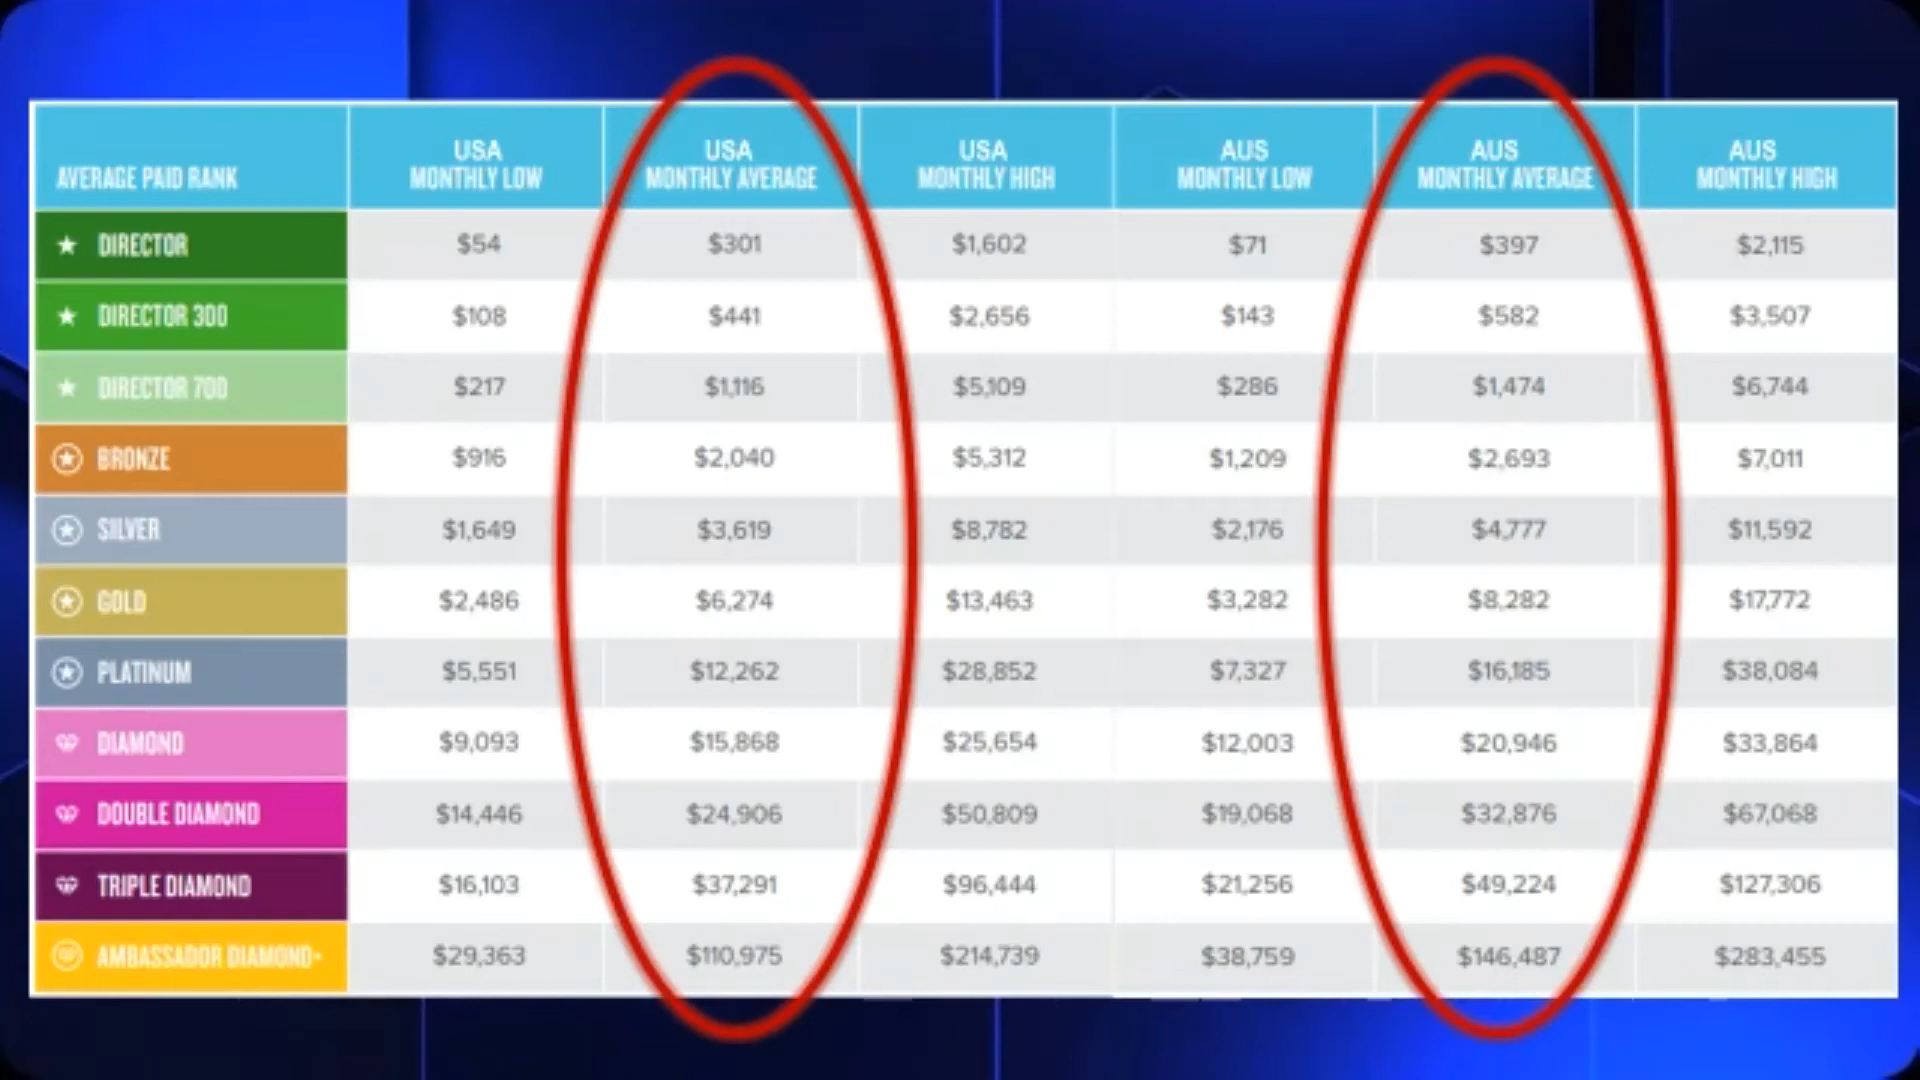 AVERAGE PAID RANK
USA MONTHLY LOW
USA MONTHLY AVERAGE
USA MONTHLY HIGH
AUS MONTHLY LOW
AUS MONTHLY AVERAGE
AUS MONTHLY HIGH
DIRECTOR $54 $301 $1,602 $71 $397 $2,115
DIRECTOR 300 $108 $441 $2,656 $143 $582 $3,507
DIRECTOR 700 $217 $1,116 $5,109 $286 $1,474 $6,744
BRONZE $916 $2,040 $5,312 $1,209 $2,693 $7,011
SILVER $1,649 $3,619 $8,782 $2,176 $4,777 $11,592
GOLD $2,486 $6,274 $13,463 $3,282 $8,282 $17,772
PLATINUM $5,551 $12,262 $28,852 $7,327 $16,185 $38,084
DIAMOND $9,093 $15,868 $25,654 $12,003 $20,946 $33,864
DOUBLE DIAMOND $14,446 $24,906 $50,809 $19,068 $32,876 $67,068
TRIPLE DIAMOND $16,103 $37,291 $96,444 $21,256 $49,224 $127,306
AMBASSADOR DIAMOND+ $29,363 $110,975 $214,739 $38,759 $146,487 $283,455